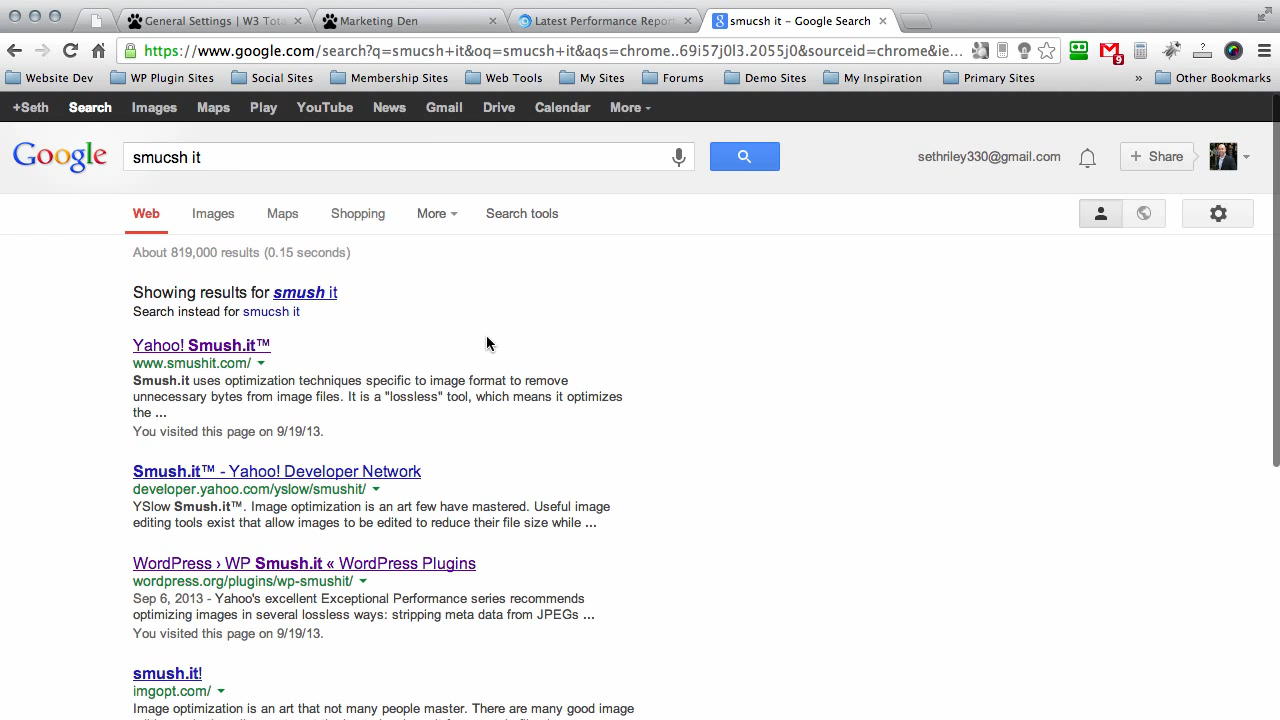 General Settings | W3 Tota
Marketing Den
Latest Performance Repor
smucsh it – Google Search
https://www.google.com/search?q=smucsh+it&oq=smucsh+it&aqs=chrome..69i57j0l3.2055j0&sourceid=chrome&ie...
9
Website Dev WP Plugin Sites Social Sites Membership Sites Web Tools My Sites Forums Demo Sites My Inspiration Primary Sites » Other Bookmarks
+Seth Search Images Maps Play YouTube News Gmail Drive Calendar More
Google
smucsh it
sethriley330@gmail.com
+ Share
Web Images Maps Shopping More Search tools
About 819,000 results (0.15 seconds)
Showing results for smush it
Search instead for smucsh it
Yahoo! Smush.it™
www.smushit.com/
Smush.it uses optimization techniques specific to image format to remove
unnecessary bytes from image files. It is a "lossless" tool, which means it optimizes
the ...
You visited this page on 9/19/13.
Smush.it™ - Yahoo! Developer Network
developer.yahoo.com/yslow/smushit/
YSlow Smush.it™. Image optimization is an art few have mastered. Useful image
editing tools exist that allow images to be edited to reduce their file size while ...
WordPress › WP Smush.it « WordPress Plugins
wordpress.org/plugins/wp-smushit/
Sep 6, 2013 - Yahoo's excellent Exceptional Performance series recommends
optimizing images in several lossless ways: stripping meta data from JPEGs ...
You visited this page on 9/19/13.
smush.it!
imgopt.com/
Image optimization is an art that not many people master. There are many good image